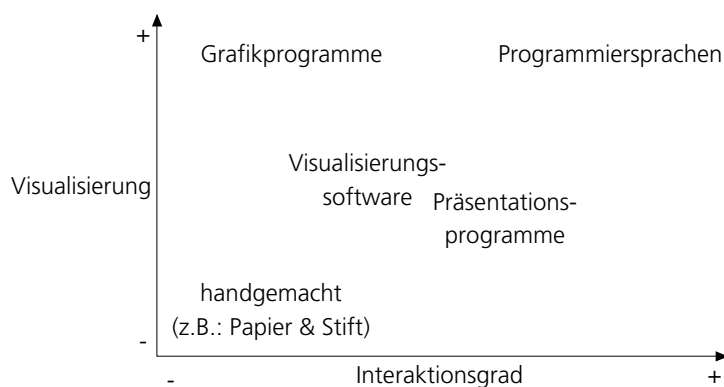 +
Grafikprogramme
Programmiersprachen
Visualisierungs-
software
Visualisierung
Präsentations-
programme
handgemacht
(z.B.: Papier & Stift)
-
-
Interaktionsgrad
+